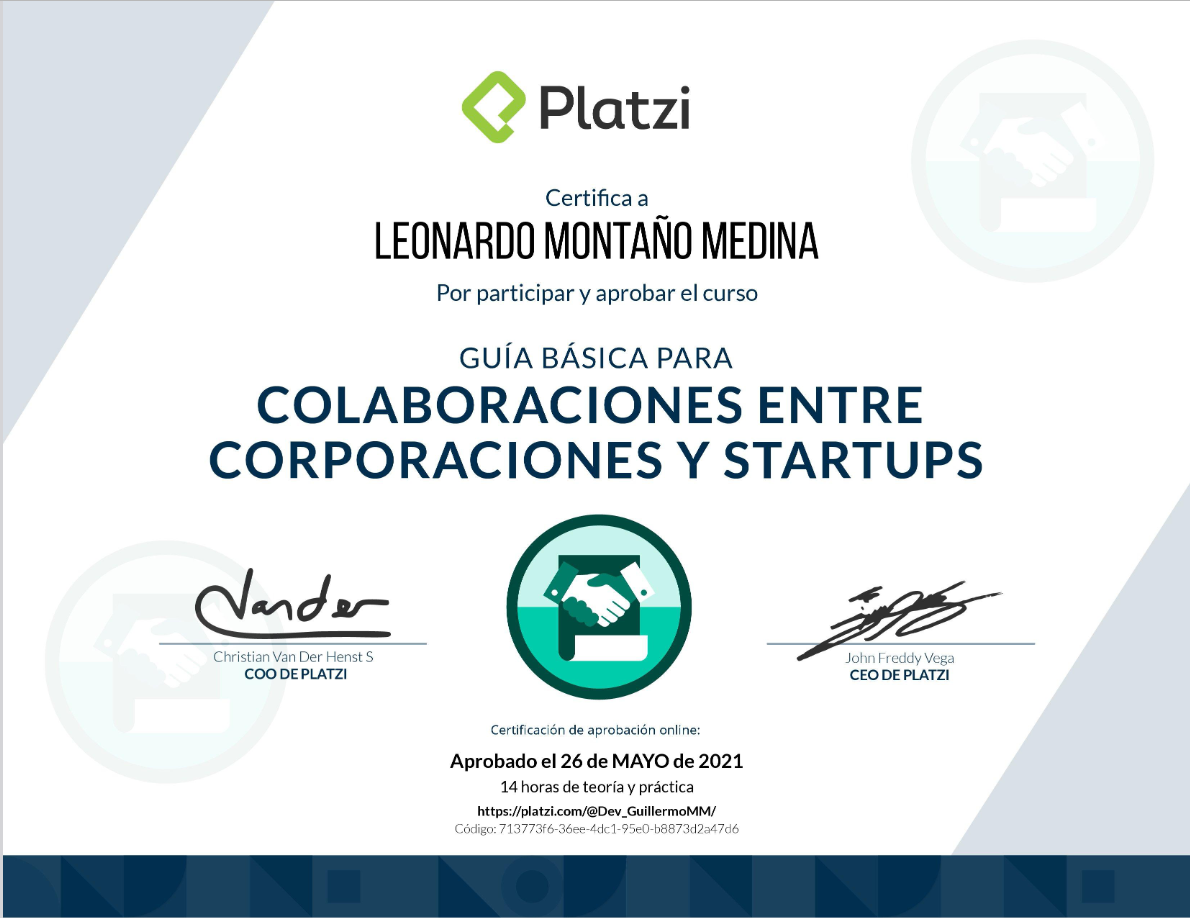 Platzi
Certifica a
LEONARDO MONTAÑO MEDINA
Por participar y aprobar el curso
GUÍA BÁSICA PARA
COLABORACIONES ENTRE
CORPORACIONES Y STARTUPS
Vander
Christian Van Der Henst S
COO DE PLATZI
John Freddy Vega
CEO DE PLATZI
Certificación de aprobación online:
Aprobado el 26 de MAYO de 2021
14 horas de teoría y práctica
https://platzi.com/@Dev_GuillermoMM/
Código: 713773f6-36ee-4dc1-95e0-b8873d2a47d6